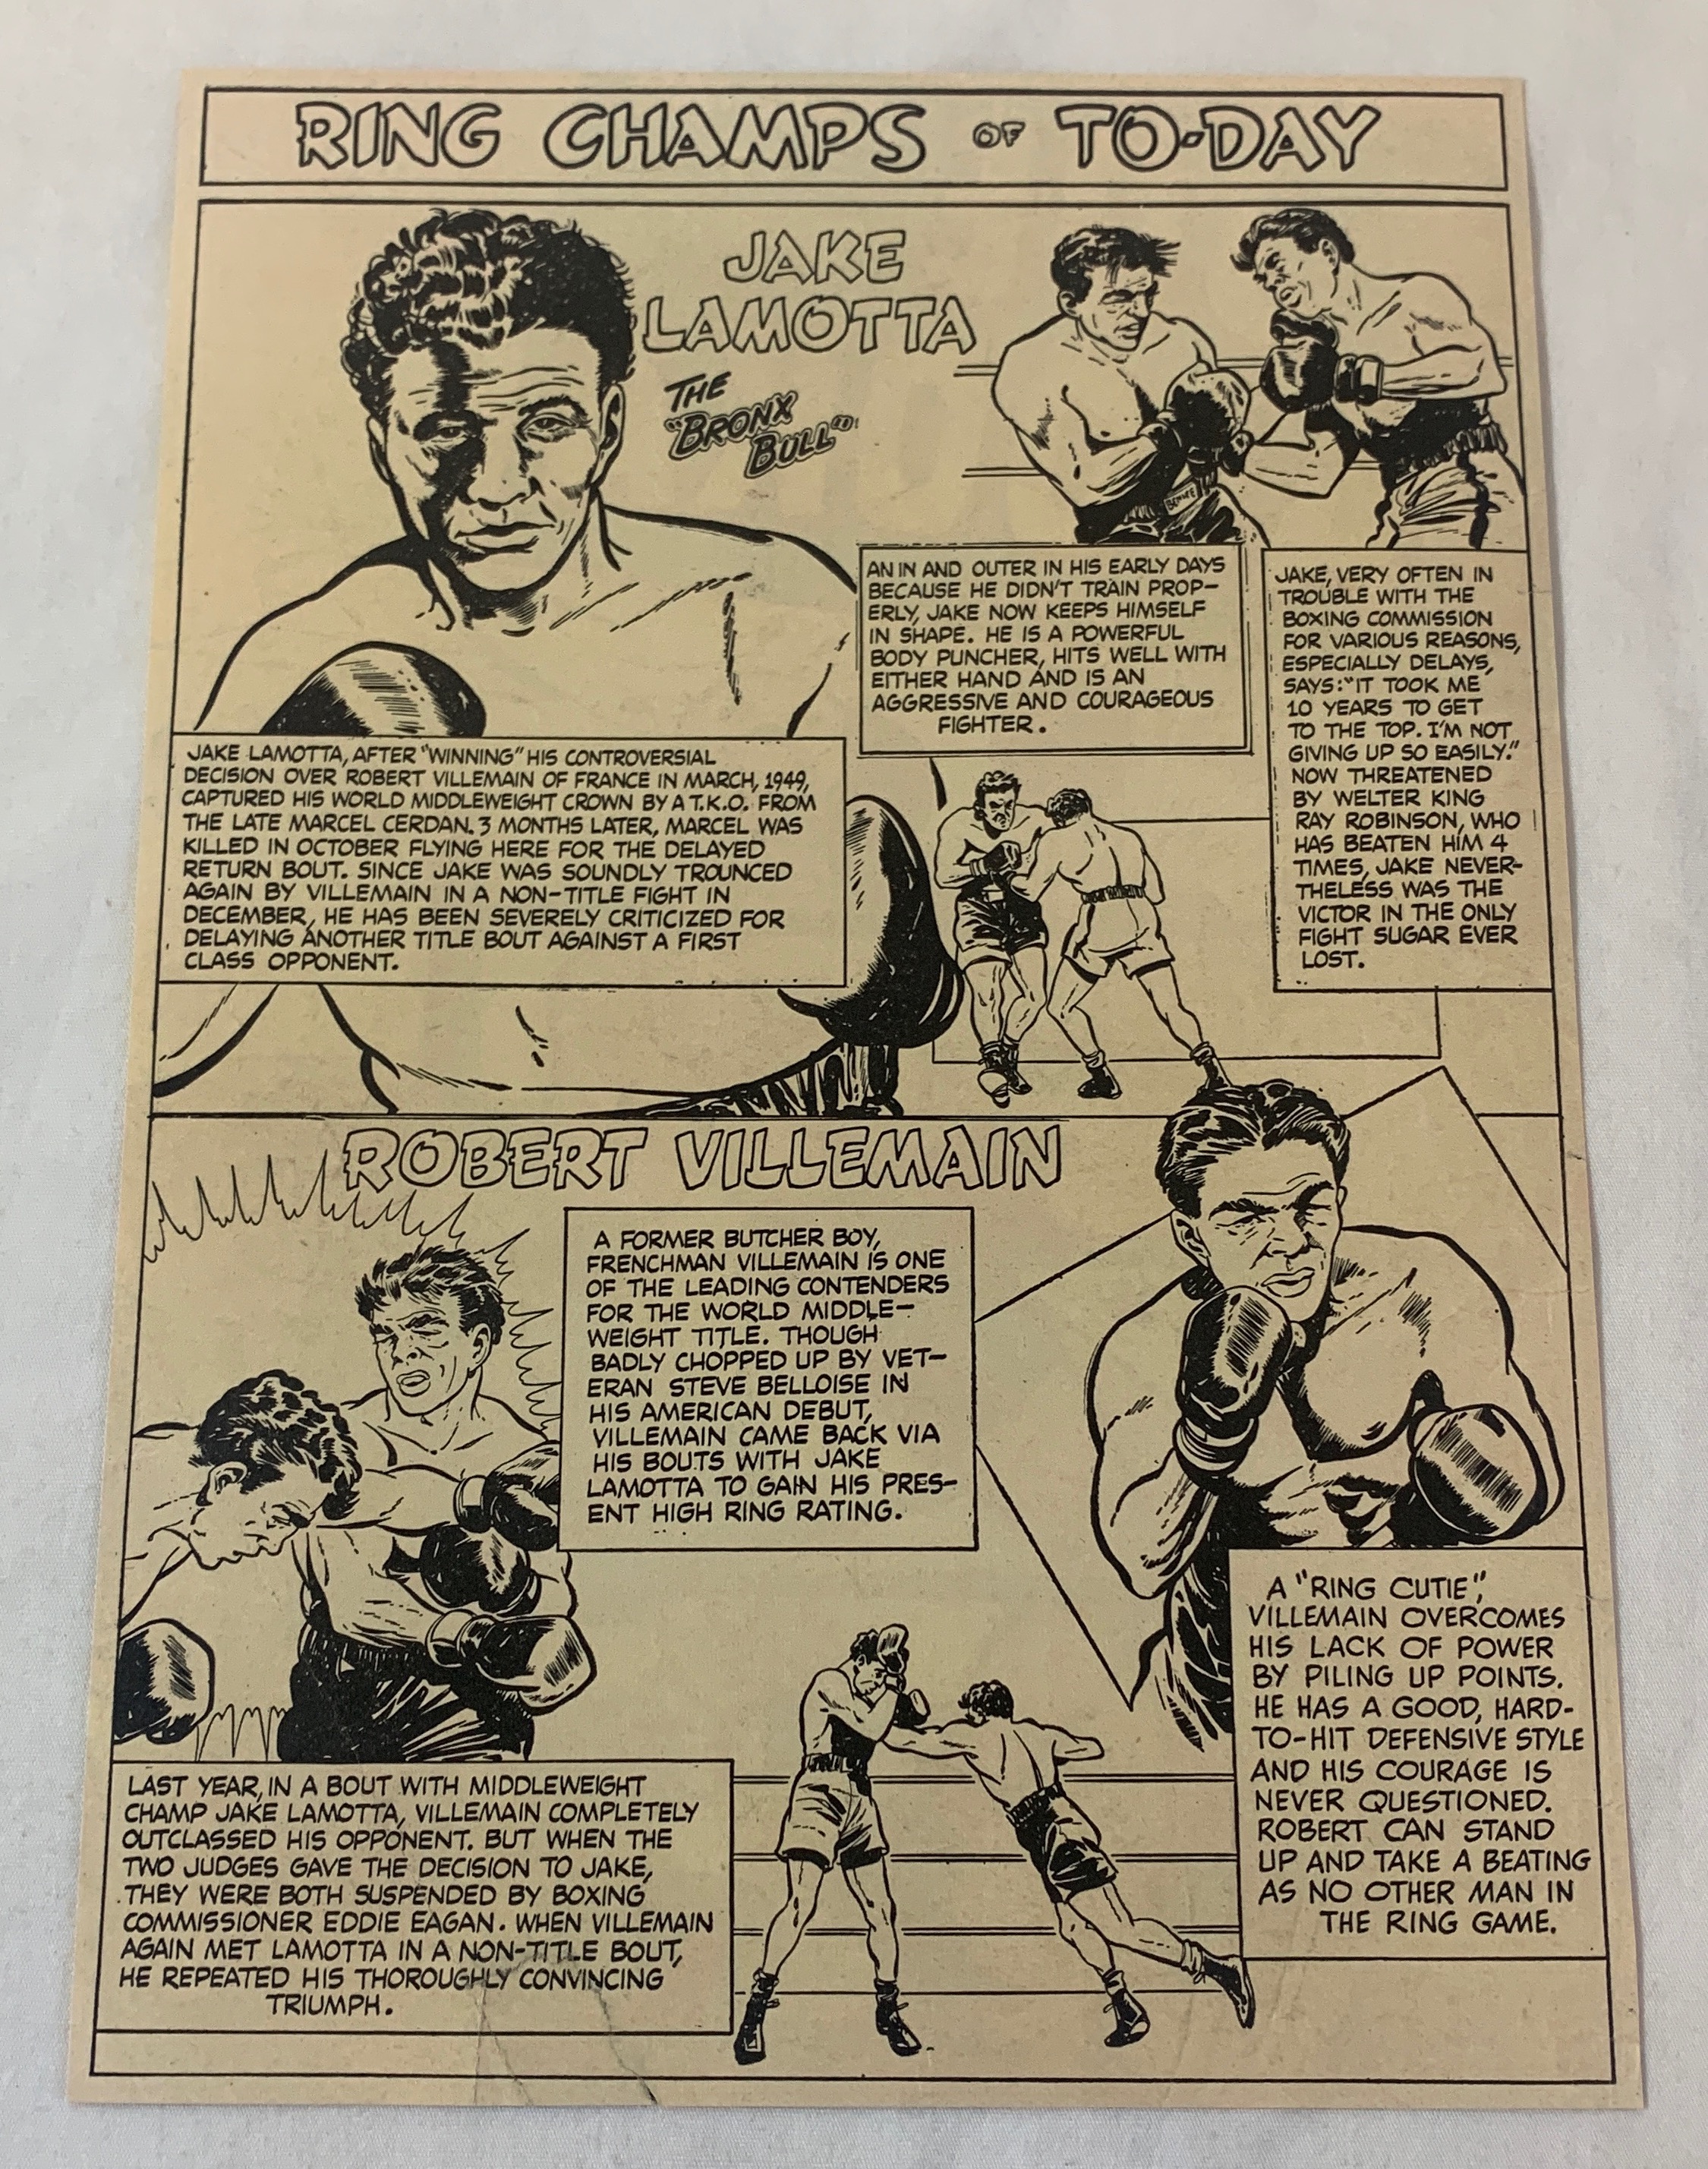 RING CHAMPS OF TO-DAY
JAKE
LAMOTTA
THE
"BRONX
BULL"
AN IN AND OUTER IN HIS EARLY DAYS
BECAUSE HE DIDN'T TRAIN PROP-
ERLY, JAKE NOW KEEPS HIMSELF
IN SHAPE. HE IS A POWERFUL
BODY PUNCHER, HITS WELL WITH
EITHER HAND AND IS AN
AGGRESSIVE AND COURAGEOUS
FIGHTER.
JAKE, VERY OFTEN IN
TROUBLE WITH THE
BOXING COMMISSION
FOR VARIOUS REASONS,
ESPECIALLY DELAYS,
SAYS: "IT TOOK ME
10 YEARS TO GET
TO THE TOP. I'M NOT
GIVING UP SO EASILY."
NOW THREATENED
BY WELTER KING
RAY ROBINSON, WHO
HAS BEATEN HIM 4
TIMES, JAKE NEVER-
THELESS WAS THE
VICTOR IN THE ONLY
FIGHT SUGAR EVER
LOST.
JAKE LAMOTTA, AFTER "WINNING" HIS CONTROVERSIAL
DECISION OVER ROBERT VILLEMAIN OF FRANCE IN MARCH, 1949,
CAPTURED HIS WORLD MIDDLEWEIGHT CROWN BY A T.K.O. FROM
THE LATE MARCEL CERDAN. 3 MONTHS LATER, MARCEL WAS
KILLED IN OCTOBER FLYING HERE FOR THE DELAYED
RETURN BOUT. SINCE JAKE WAS SOUNDLY TROUNCED
AGAIN BY VILLEMAIN IN A NON-TITLE FIGHT IN
DECEMBER, HE HAS BEEN SEVERELY CRITICIZED FOR
DELAYING ANOTHER TITLE BOUT AGAINST A FIRST
CLASS OPPONENT.
ROBERT VILLEMAIN
A FORMER BUTCHER BOY,
FRENCHMAN VILLEMAIN IS ONE
OF THE LEADING CONTENDERS
FOR THE WORLD MIDDLE-
WEIGHT TITLE. THOUGH
BADLY CHOPPED UP BY VET-
ERAN STEVE BELLOISE IN
HIS AMERICAN DEBUT,
VILLEMAIN CAME BACK VIA
HIS BOUTS WITH JAKE
LAMOTTA TO GAIN HIS PRES-
ENT HIGH RING RATING.
A "RING CUTIE",
VILLEMAIN OVERCOMES
HIS LACK OF POWER
BY PILING UP POINTS.
HE HAS A GOOD, HARD-
TO-HIT DEFENSIVE STYLE
AND HIS COURAGE IS
NEVER QUESTIONED.
ROBERT CAN STAND
UP AND TAKE A BEATING
AS NO OTHER MAN IN
THE RING GAME.
LAST YEAR, IN A BOUT WITH MIDDLEWEIGHT
CHAMP JAKE LAMOTTA, VILLEMAIN COMPLETELY
OUTCLASSED HIS OPPONENT. BUT WHEN THE
TWO JUDGES GAVE THE DECISION TO JAKE,
THEY WERE BOTH SUSPENDED BY BOXING
COMMISSIONER EDDIE EAGAN. WHEN VILLEMAIN
AGAIN MET LAMOTTA IN A NON-TITLE BOUT,
HE REPEATED HIS THOROUGHLY CONVINCING
TRIUMPH.